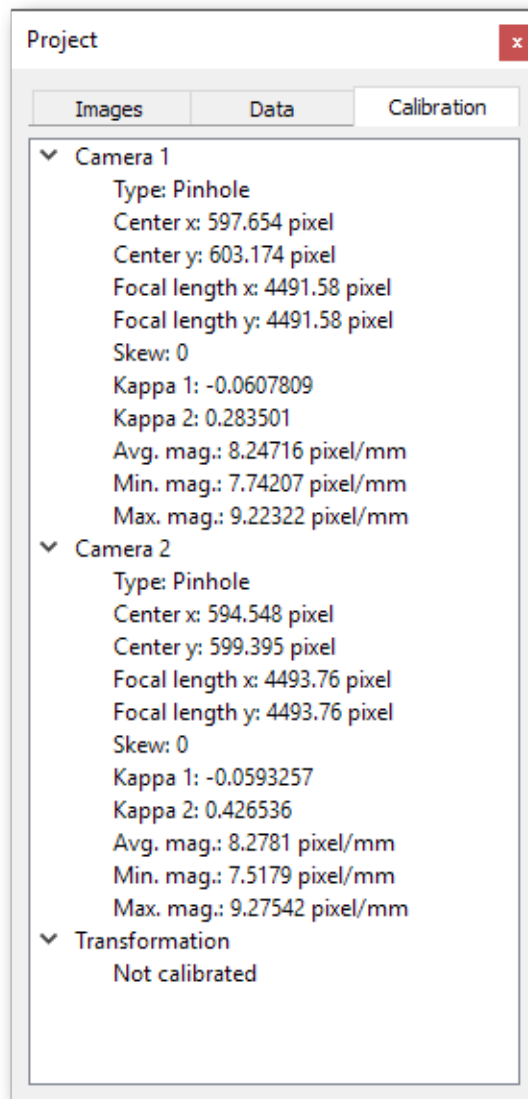 Project
x
Images Data Calibration
Camera 1
Type: Pinhole
Center x: 597.654 pixel
Center y: 603.174 pixel
Focal length x: 4491.58 pixel
Focal length y: 4491.58 pixel
Skew: 0
Kappa 1: -0.0607809
Kappa 2: 0.283501
Avg. mag.: 8.24716 pixel/mm
Min. mag.: 7.74207 pixel/mm
Max. mag.: 9.22322 pixel/mm
Camera 2
Type: Pinhole
Center x: 594.548 pixel
Center y: 599.395 pixel
Focal length x: 4493.76 pixel
Focal length y: 4493.76 pixel
Skew: 0
Kappa 1: -0.0593257
Kappa 2: 0.426536
Avg. mag.: 8.2781 pixel/mm
Min. mag.: 7.5179 pixel/mm
Max. mag.: 9.27542 pixel/mm
Transformation
Not calibrated